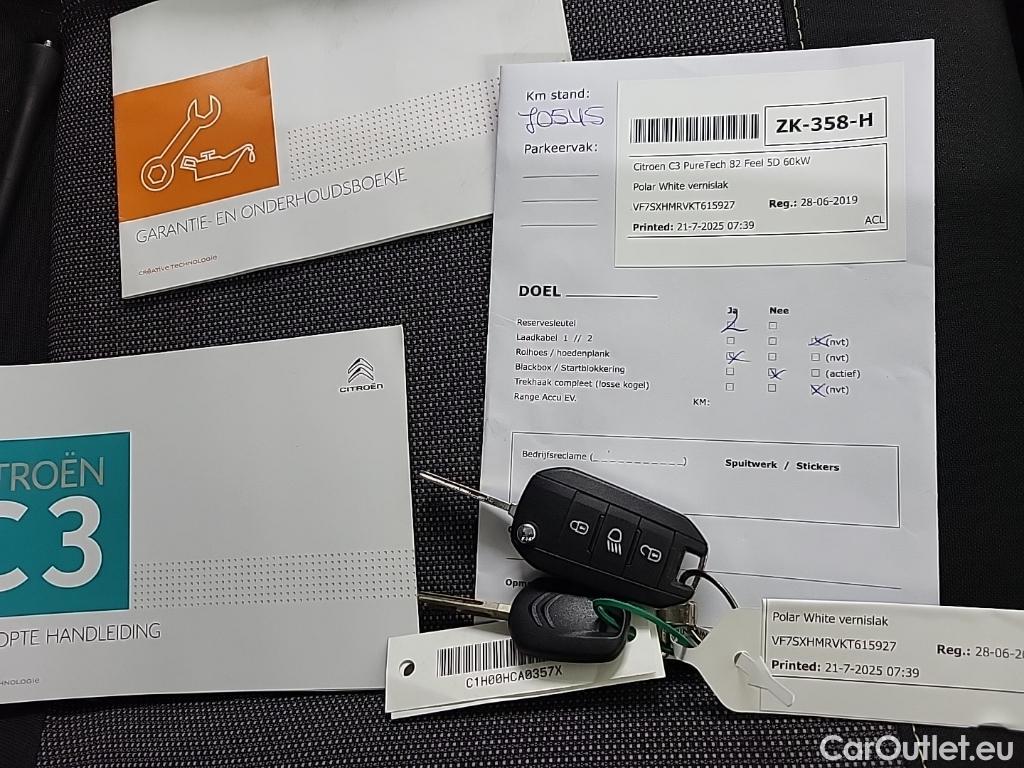 GARANTIE- EN ONDERHOUDSBOEKJE
CRÉATIVE TECHNOLOGIE
Km stand:
70545
Parkeervak:
ZK-358-H
Citroen C3 PureTech 82 Feel 5D 60kW
Polar White vernislak
VF7SXHMRVKT615927 Reg.: 28-06-2019
Printed: 21-7-2025 07:39 ACL
DOEL
Ja Nee
Reservesleutel 2
Laadkabel 1 // 2 (nvt)
Rolhoes / hoedenplank (nvt)
Blackbox / Startblokkering (actief)
Trekhaak compleet (losse kogel) (nvt)
Range Accu EV. KM:
Bedrijfsreclame ( ) Spuitwerk / Stickers
Opm
CITROËN
TROËN
C3
OPTE HANDLEIDING
HNOLOGIE
C1H00HCA0357X
Polar White vernislak
VF7SXHMRVKT615927 Reg.: 28-06-20
Printed: 21-7-2025 07:39
CarOutlet.eu